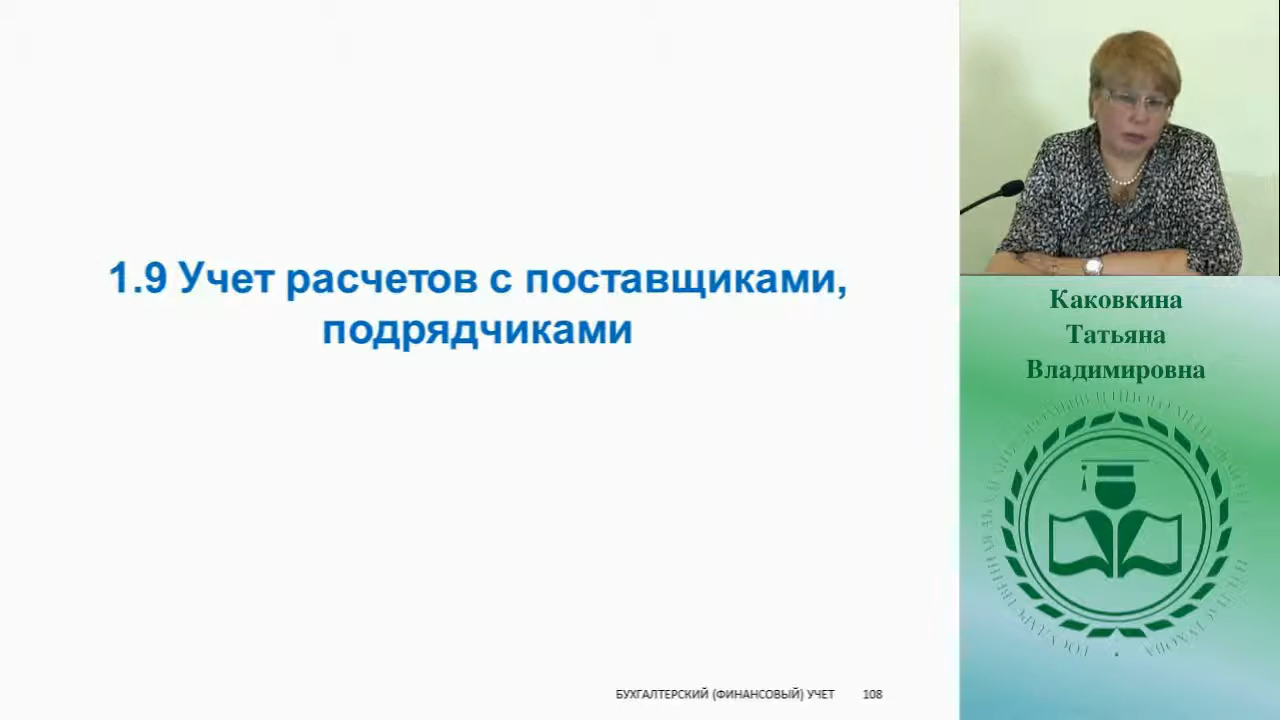 1.9 Учет расчетов с поставщиками,
подрядчиками
БУХГАЛТЕРСКИЙ (ФИНАНСОВЫЙ) УЧЕТ 108
Каковкина
Татьяна
Владимировна